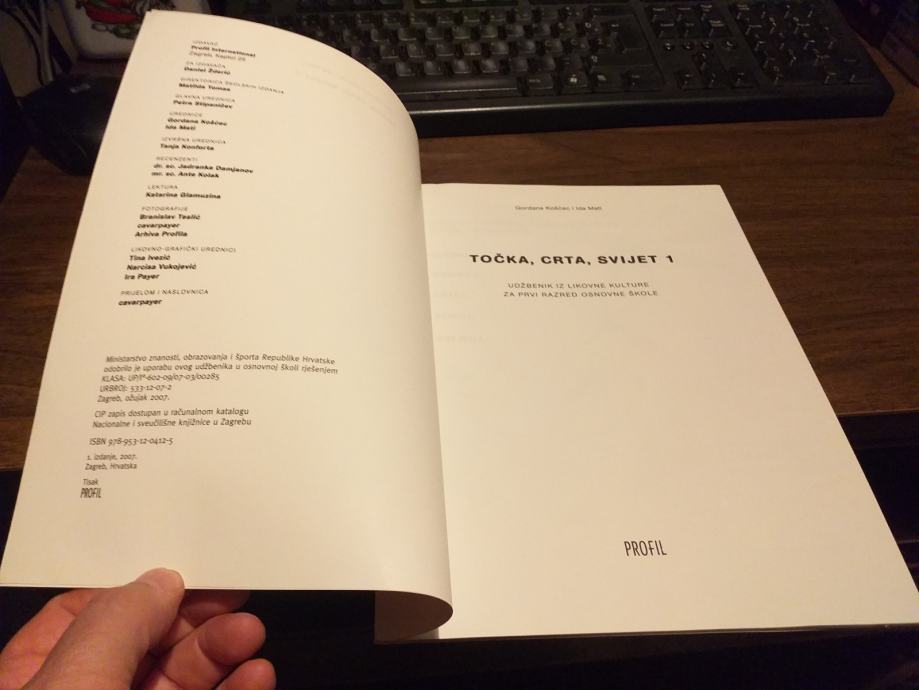 IZDAVAČ
Profil International
Zagreb, Kaptol 25
ZA IZDAVAČA
Daniel Žderić
DIREKTORICA ŠKOLSKIH IZDANJA
Matilda Tomas
GLAVNA UREDNICA
Petra Stipaničev
UREDNICE
Gordana Košćec
Ida Mati
IZVRŠNA UREDNICA
Tanja Konforta
RECENZENTI
dr. sc. Jadranka Damjanov
mr. sc. Ante Kolak
LEKTURA
Katarina Glamuzina
FOTOGRAFIJE
Branislav Teslić
cavarpayer
Arhiva Profila
LIKOVNO-GRAFIČKI UREDNICI
Tina Ivezić
Narcisa Vukojević
Ira Payer
PRIJELOM I NASLOVNICA
cavarpayer
Ministarstvo znanosti, obrazovanja i športa Republike Hrvatske
odobrilo je uporabu ovog udžbenika u osnovnoj školi rješenjem
KLASA: UP/Iº-602-09/07-03/00285
URBROJ: 533-12-07-2
Zagreb, ožujak 2007.
CIP zapis dostupan u računalnom katalogu
Nacionalne i sveučilišne knjižnice u Zagrebu
ISBN 978-953-12-0412-5
1. izdanje, 2007.
Zagreb, Hrvatska
Tisak
PROFIL
Gordana Košćec i Ida Mati
TOČKA, CRTA, SVIJET 1
UDŽBENIK IZ LIKOVNE KULTURE
ZA PRVI RAZRED OSNOVNE ŠKOLE
PROFIL